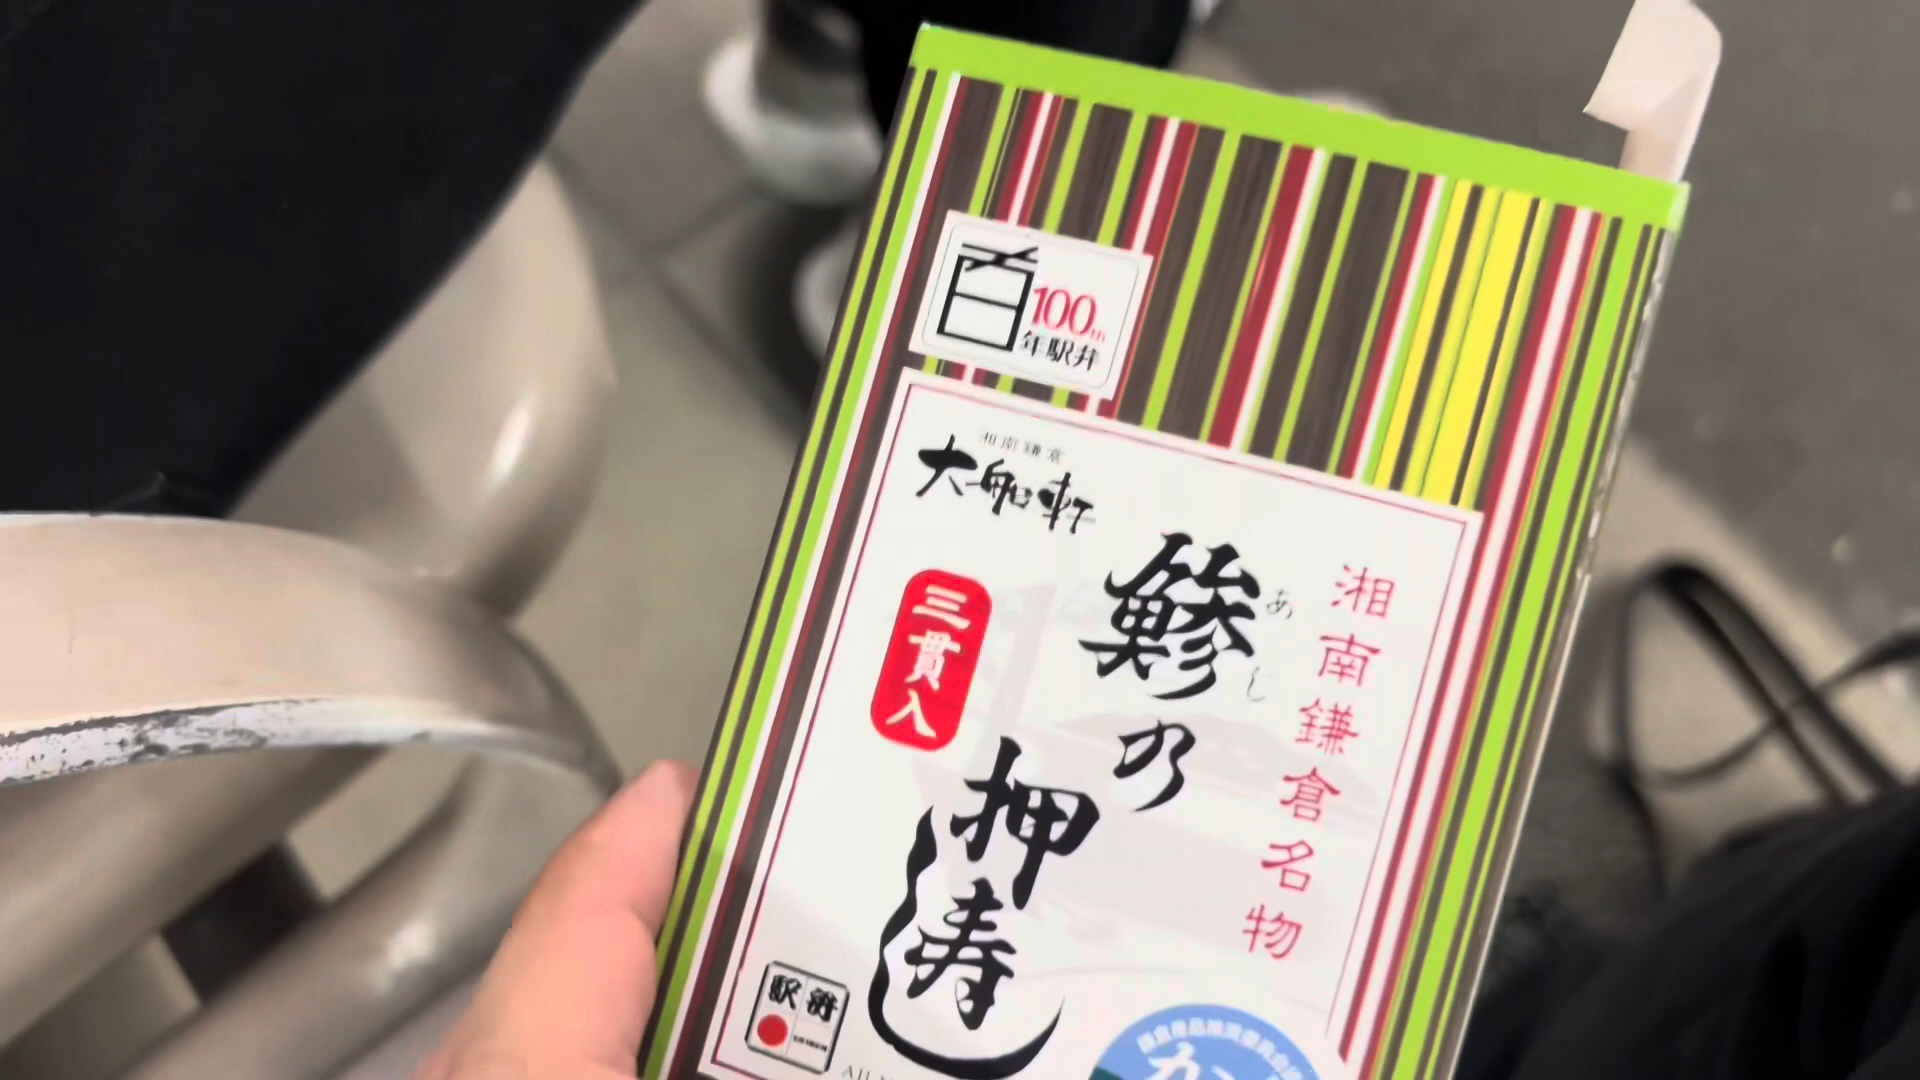 百
100th
年駅弁
湘南鎌倉
大船軒
湘南鎌倉名物
鯵の
あじ
押寿し
三貫入
駅弁